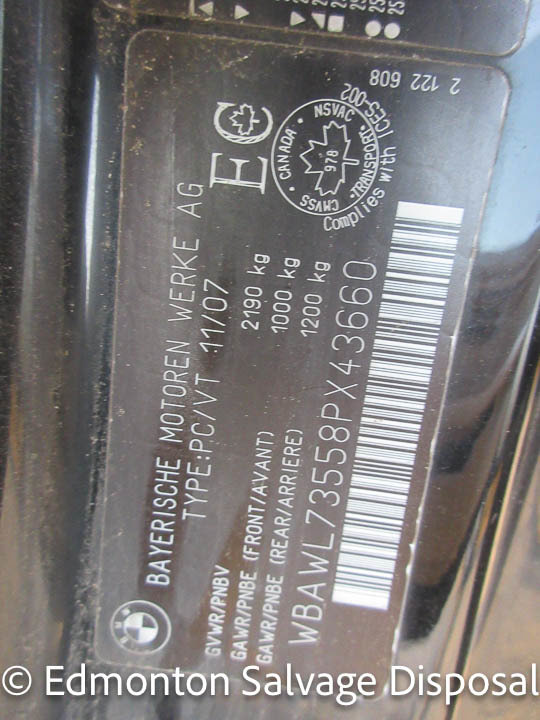 BAYERISCHE MOTOREN WERKE AG
TYPE:PC/VT 11/07
GVWR/PNBV 2190 kg
GAWR/PNBE (FRONT/AVANT) 1000 kg
GAWR/PNBE (REAR/ARRIERE) 1200 kg
WBAWL73558PX43660
EC
CANADA · NSVAC
978
CMVSS · TRANSPORT
Complies with ICES-002
2 122 608
BMW
© Edmonton Salvage Disposal